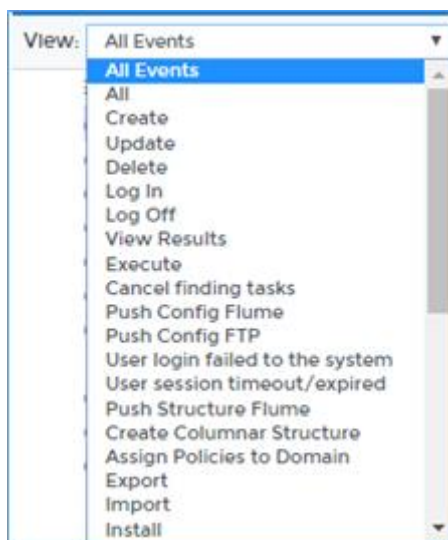 View: All Events
All Events
All
Create
Update
Delete
Log In
Log Off
View Results
Execute
Cancel finding tasks
Push Config Flume
Push Config FTP
User login failed to the system
User session timeout/expired
Push Structure Flume
Create Columnar Structure
Assign Policies to Domain
Export
Import
Install